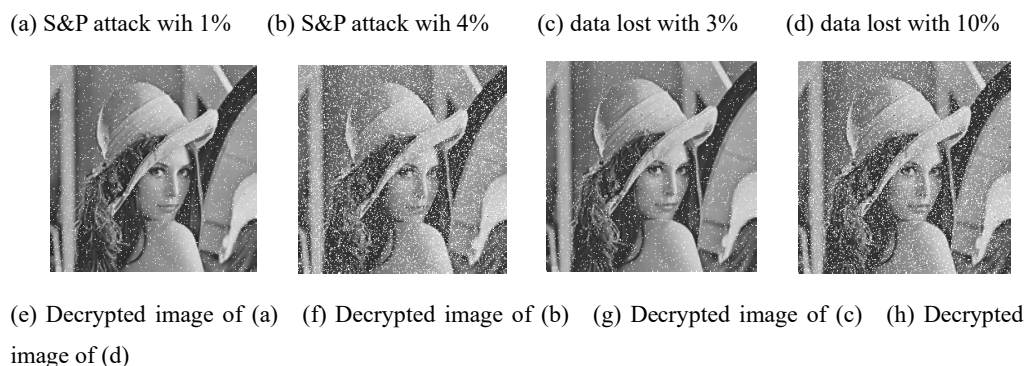 (a) S&P attack wih 1% (b) S&P attack wih 4% (c) data lost with 3% (d) data lost with 10%
(e) Decrypted image of (a) (f) Decrypted image of (b) (g) Decrypted image of (c) (h) Decrypted
image of (d)